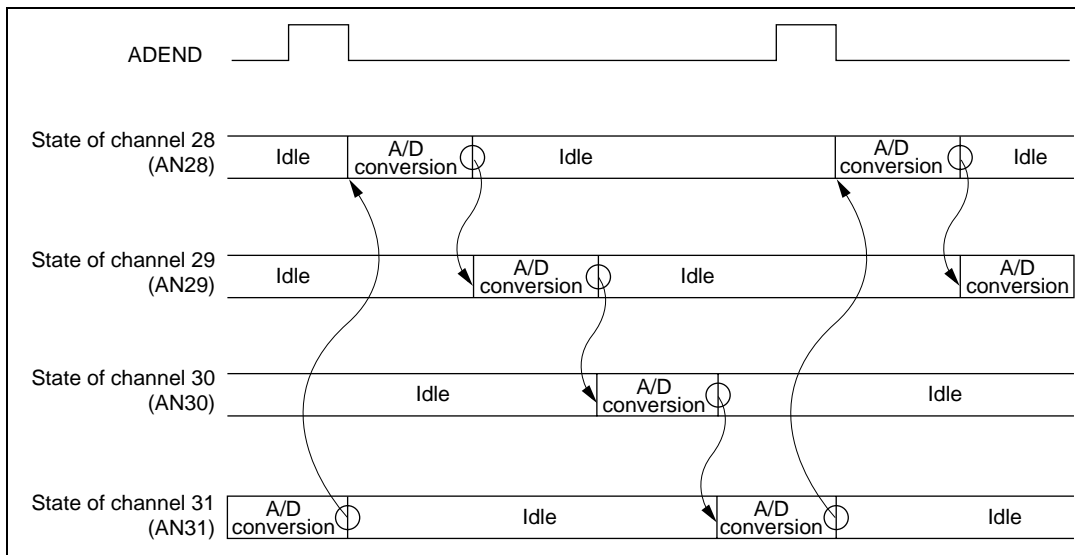 ADEND
State of channel 28
(AN28)
Idle
A/D
conversion
Idle
A/D
conversion
Idle
State of channel 29
(AN29)
Idle
A/D
conversion
Idle
A/D
conversion
State of channel 30
(AN30)
Idle
A/D
conversion
Idle
State of channel 31
(AN31)
A/D
conversion
Idle
A/D
conversion
Idle